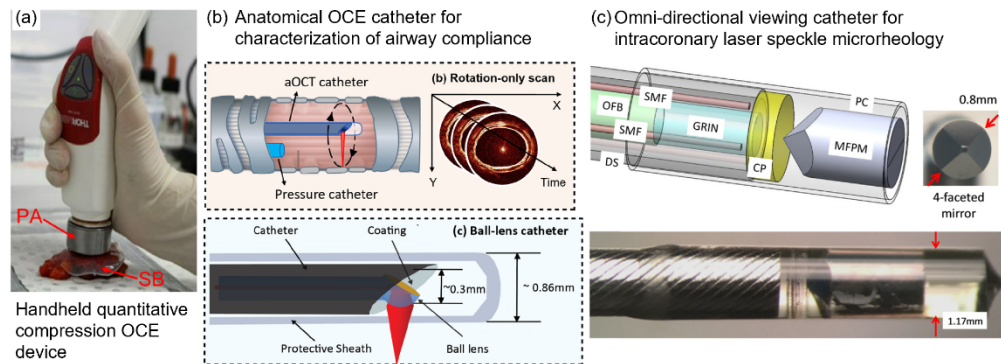 (a)
THOR
PA
SB
Handheld quantitative
compression OCE
device
(b) Anatomical OCE catheter for
characterization of airway compliance
aOCT catheter
Pressure catheter
(b) Rotation-only scan
X
Y
Time
(c) Ball-lens catheter
Catheter
Coating
~0.3mm
~ 0.86mm
Protective Sheath
Ball lens
(c) Omni-directional viewing catheter for
intracoronary laser speckle microrheology
SMF
OFB
GRIN
SMF
DS
CP
PC
MFPM
0.8mm
4-faceted
mirror
1.17mm